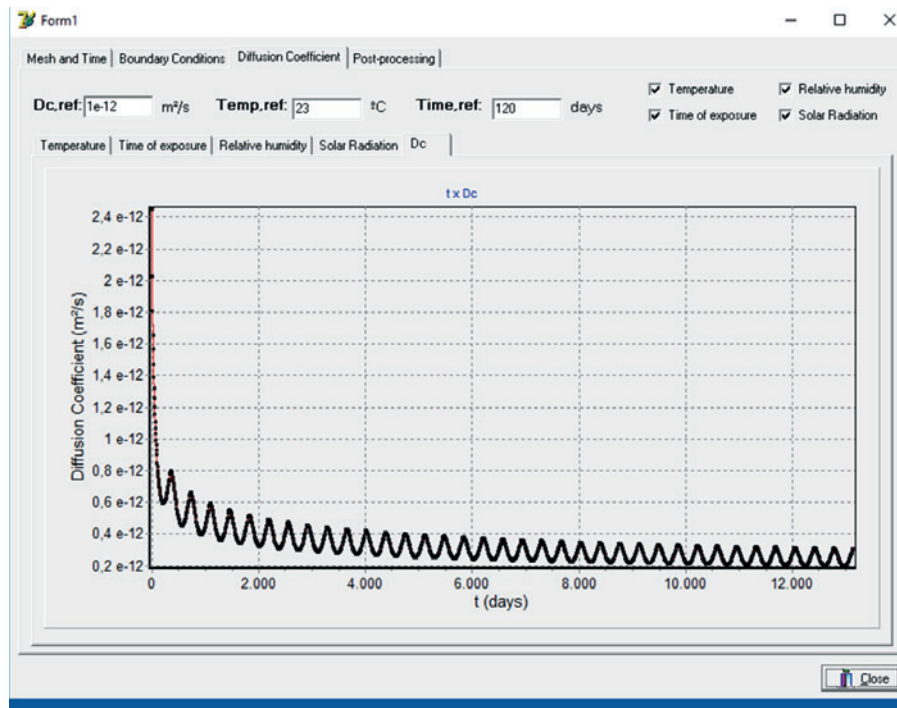 Form1
Mesh and Time Boundary Conditions Diffusion Coefficient Post-processing
Dc,ref: 1e-12 m²/s Temp,ref: 23 ºC Time,ref: 120 days
Temperature Relative humidity
Time of exposure Solar Radiation
Temperature Time of exposure Relative humidity Solar Radiation Dc
t x Dc
Diffusion Coefficient (m²/s)
2,4 e-12
2,2 e-12
2 e-12
1,8 e-12
1,6 e-12
1,4 e-12
1,2 e-12
1 e-12
0,8 e-12
0,6 e-12
0,4 e-12
0,2 e-12
0 2.000 4.000 6.000 8.000 10.000 12.000
t (days)
Close